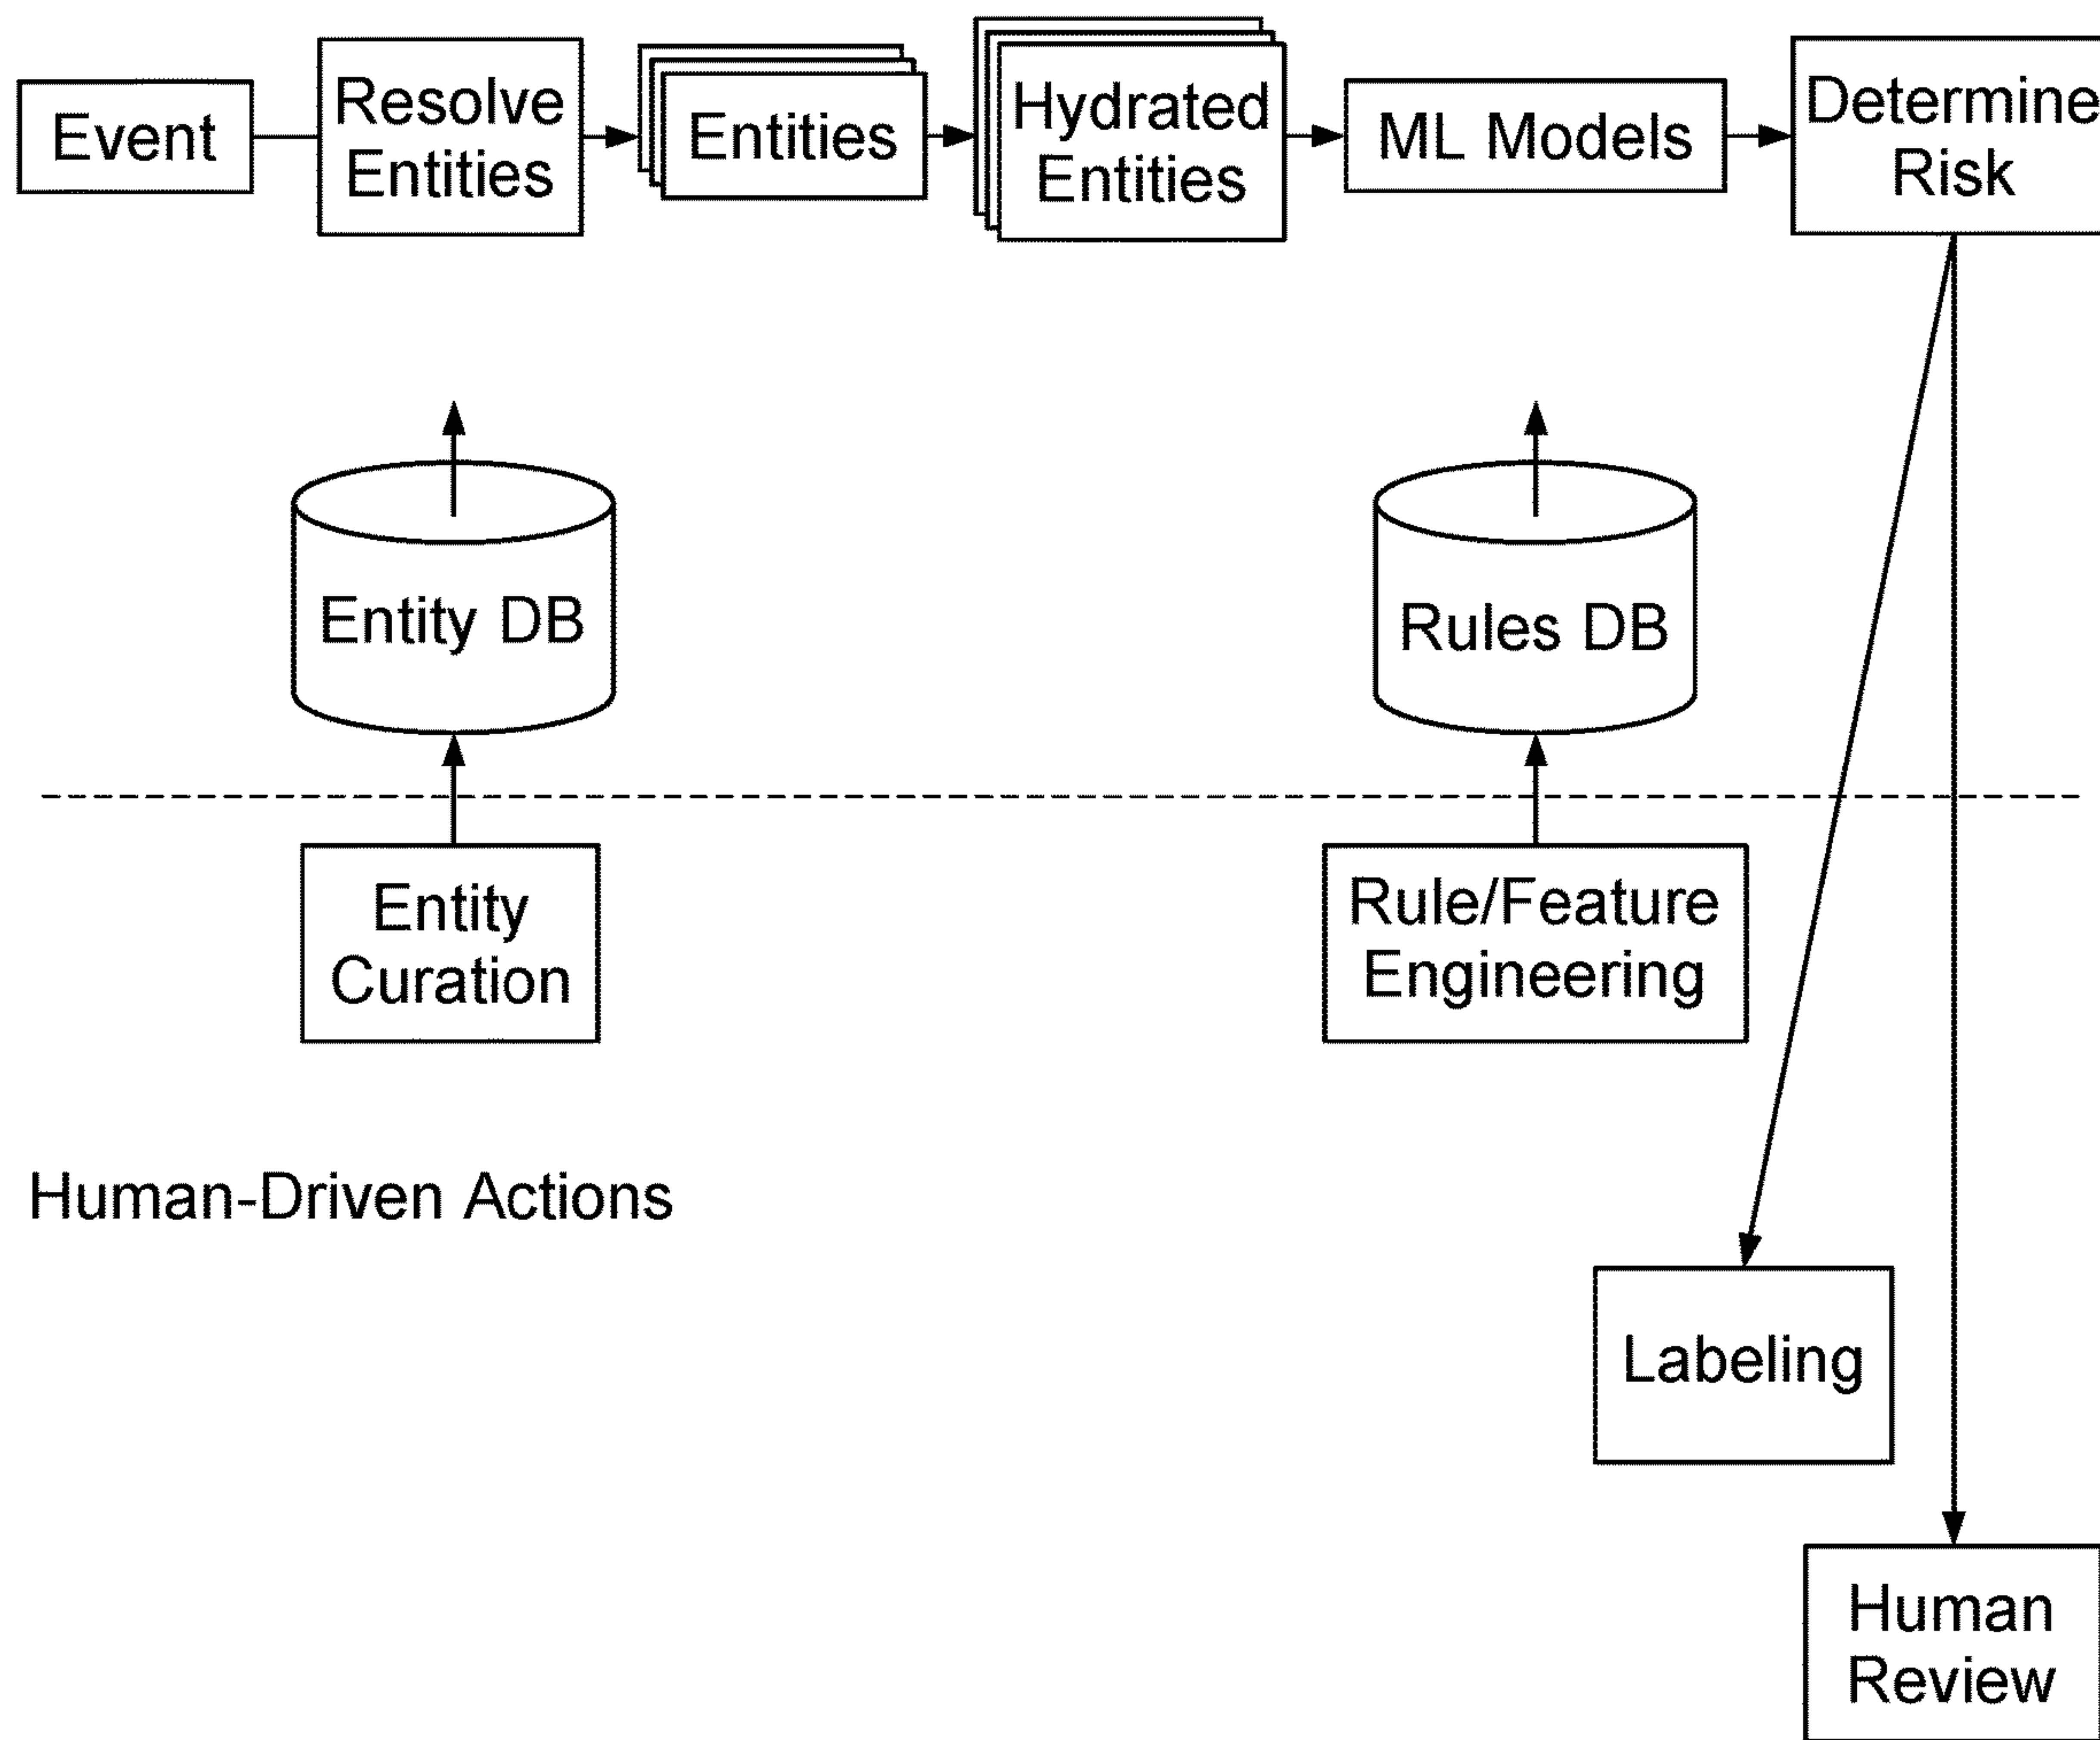 Event
Resolve
Entities
Entities
Hydrated
Entities
ML Models
Determine
Risk
Entity DB
Rules DB
Entity
Curation
Rule/Feature
Engineering
Human-Driven Actions
Labeling
Human
Review